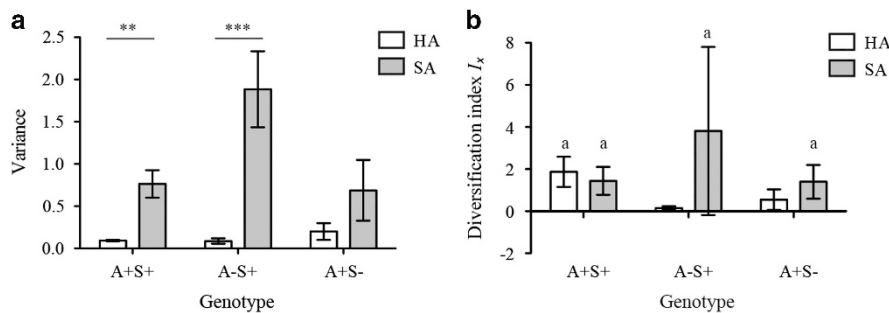 a
** ***
HA
SA
2.5
2.0
1.5
1.0
0.5
0.0
Variance
A+S+ A-S+ A+S-
Genotype
b
a
HA
SA
8
6
4
2
0
-2
Diversification index Iₓ
a a a
A+S+ A-S+ A+S-
Genotype